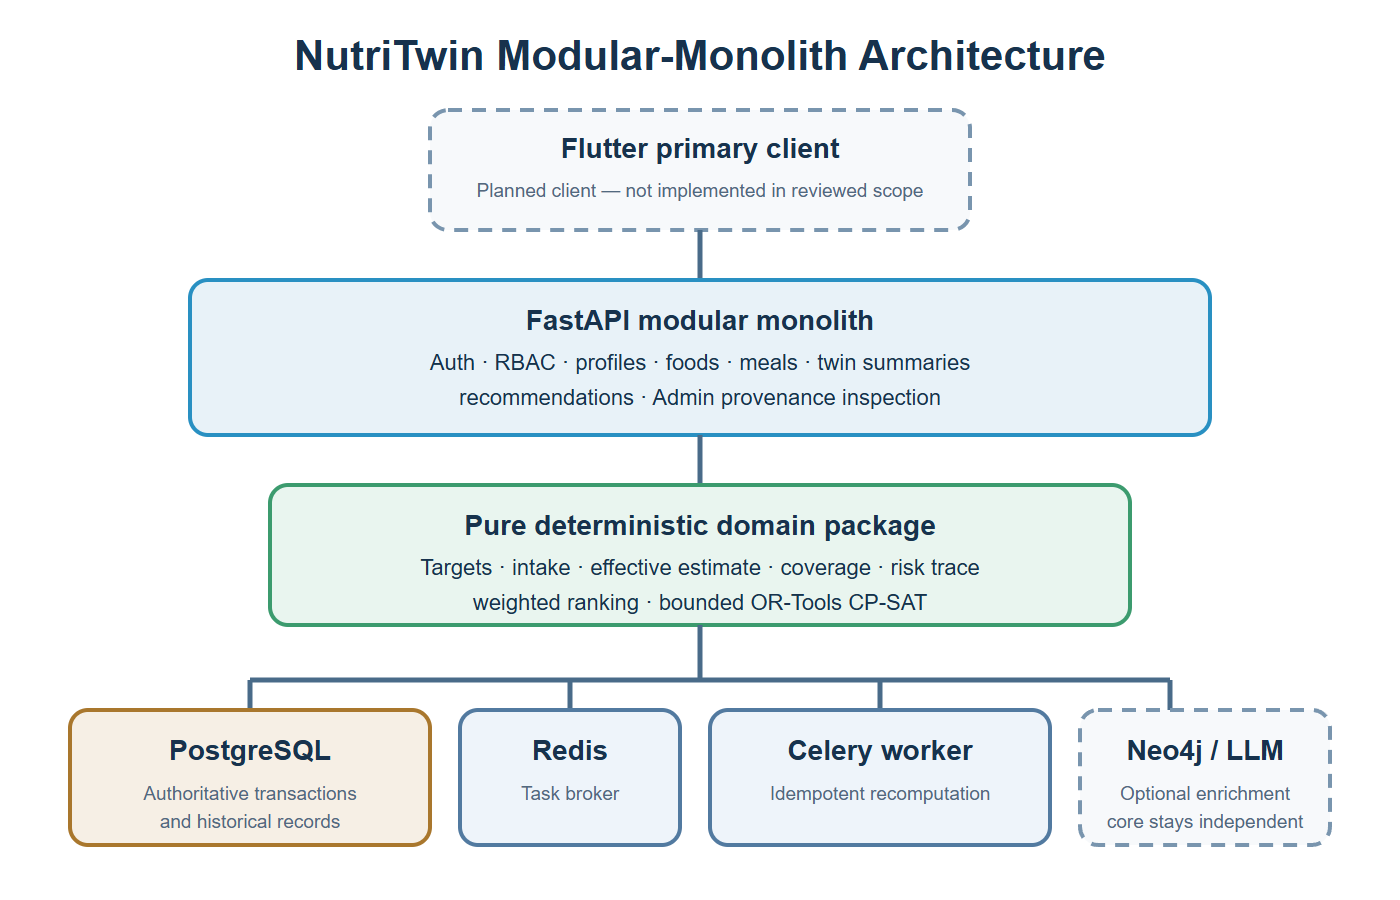 NutriTwin Modular-Monolith Architecture
Flutter primary client
Planned client — not implemented in reviewed scope
FastAPI modular monolith
Auth · RBAC · profiles · foods · meals · twin summaries
recommendations · Admin provenance inspection
Pure deterministic domain package
Targets · intake · effective estimate · coverage · risk trace
weighted ranking · bounded OR-Tools CP-SAT
PostgreSQL
Authoritative transactions
and historical records
Redis
Task broker
Celery worker
Idempotent recomputation
Neo4j / LLM
Optional enrichment
core stays independent